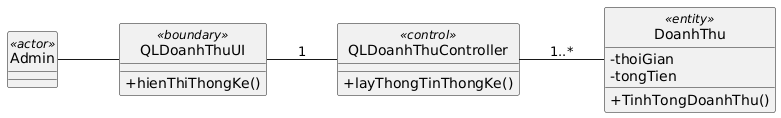 «actor»
Admin
«boundary»
QLDoanhThuUI
+hienThiThongKe()
1
«control»
QLDoanhThuController
+layThongTinThongKe()
1..*
«entity»
DoanhThu
-thoiGian
-tongTien
+TinhTongDoanhThu()